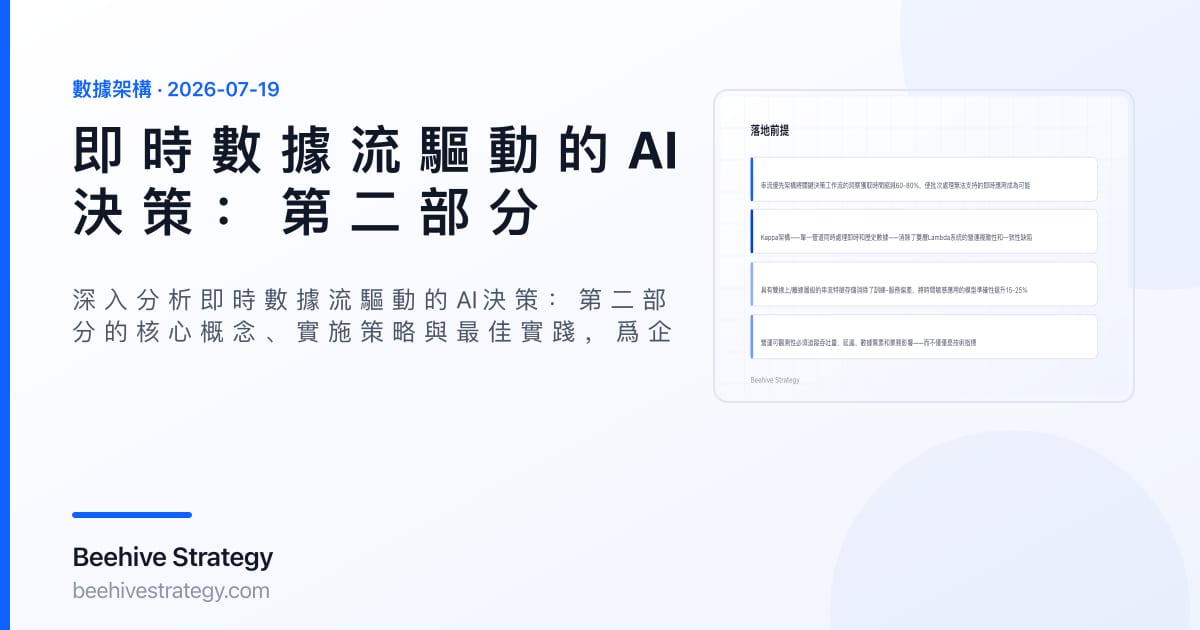 數據架構 · 2026-07-19
即時數據流驅動的AI
決策：第二部分
深入分析即時數據流驅動的AI決策：第二部
分的核心概念、實施策略與最佳實踐，爲企
落地前提
串流優先架構將關鍵決策工作流的洞察獲取時間縮減60-80%，使批次處理無法支持的即時應用成為可能
Kappa架構——單一管道同時處理即時和歷史數據——消除了雙層Lambda系統的營運複雜性和一致性缺陷
具有雙線上/離線層級的串流特徵存儲消除了訓練-服務偏差，將時間敏感應用的模型準確性提升15-25%
營運可觀測性必須追蹤吞吐量、延遲、數據質素和業務影響——而不僅僅是技術指標
Beehive Strategy
Beehive Strategy
beehivestrategy.com